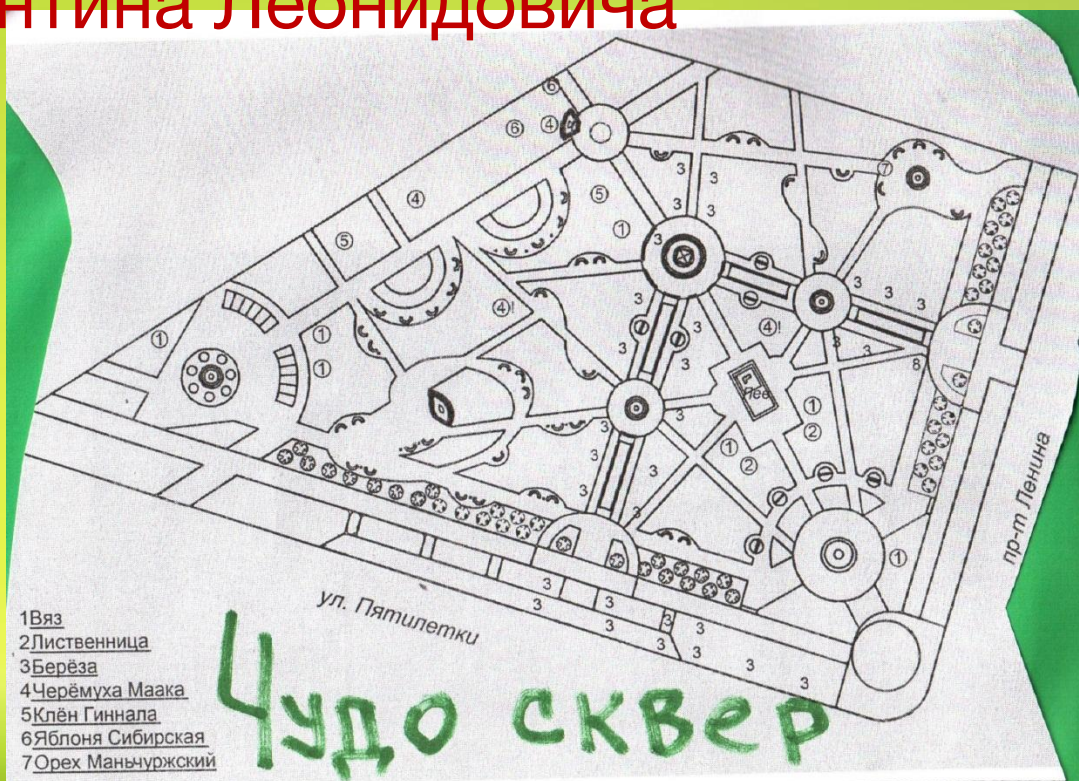 нтина Леонидовича
ул. Пятилетки
пр-т Ленина
1Вяз
2Лиственница
3Берёза
4Черёмуха Маака
5Клён Гиннала
6Яблоня Сибирская
7Орех Маньчуржский
Чудо сквер